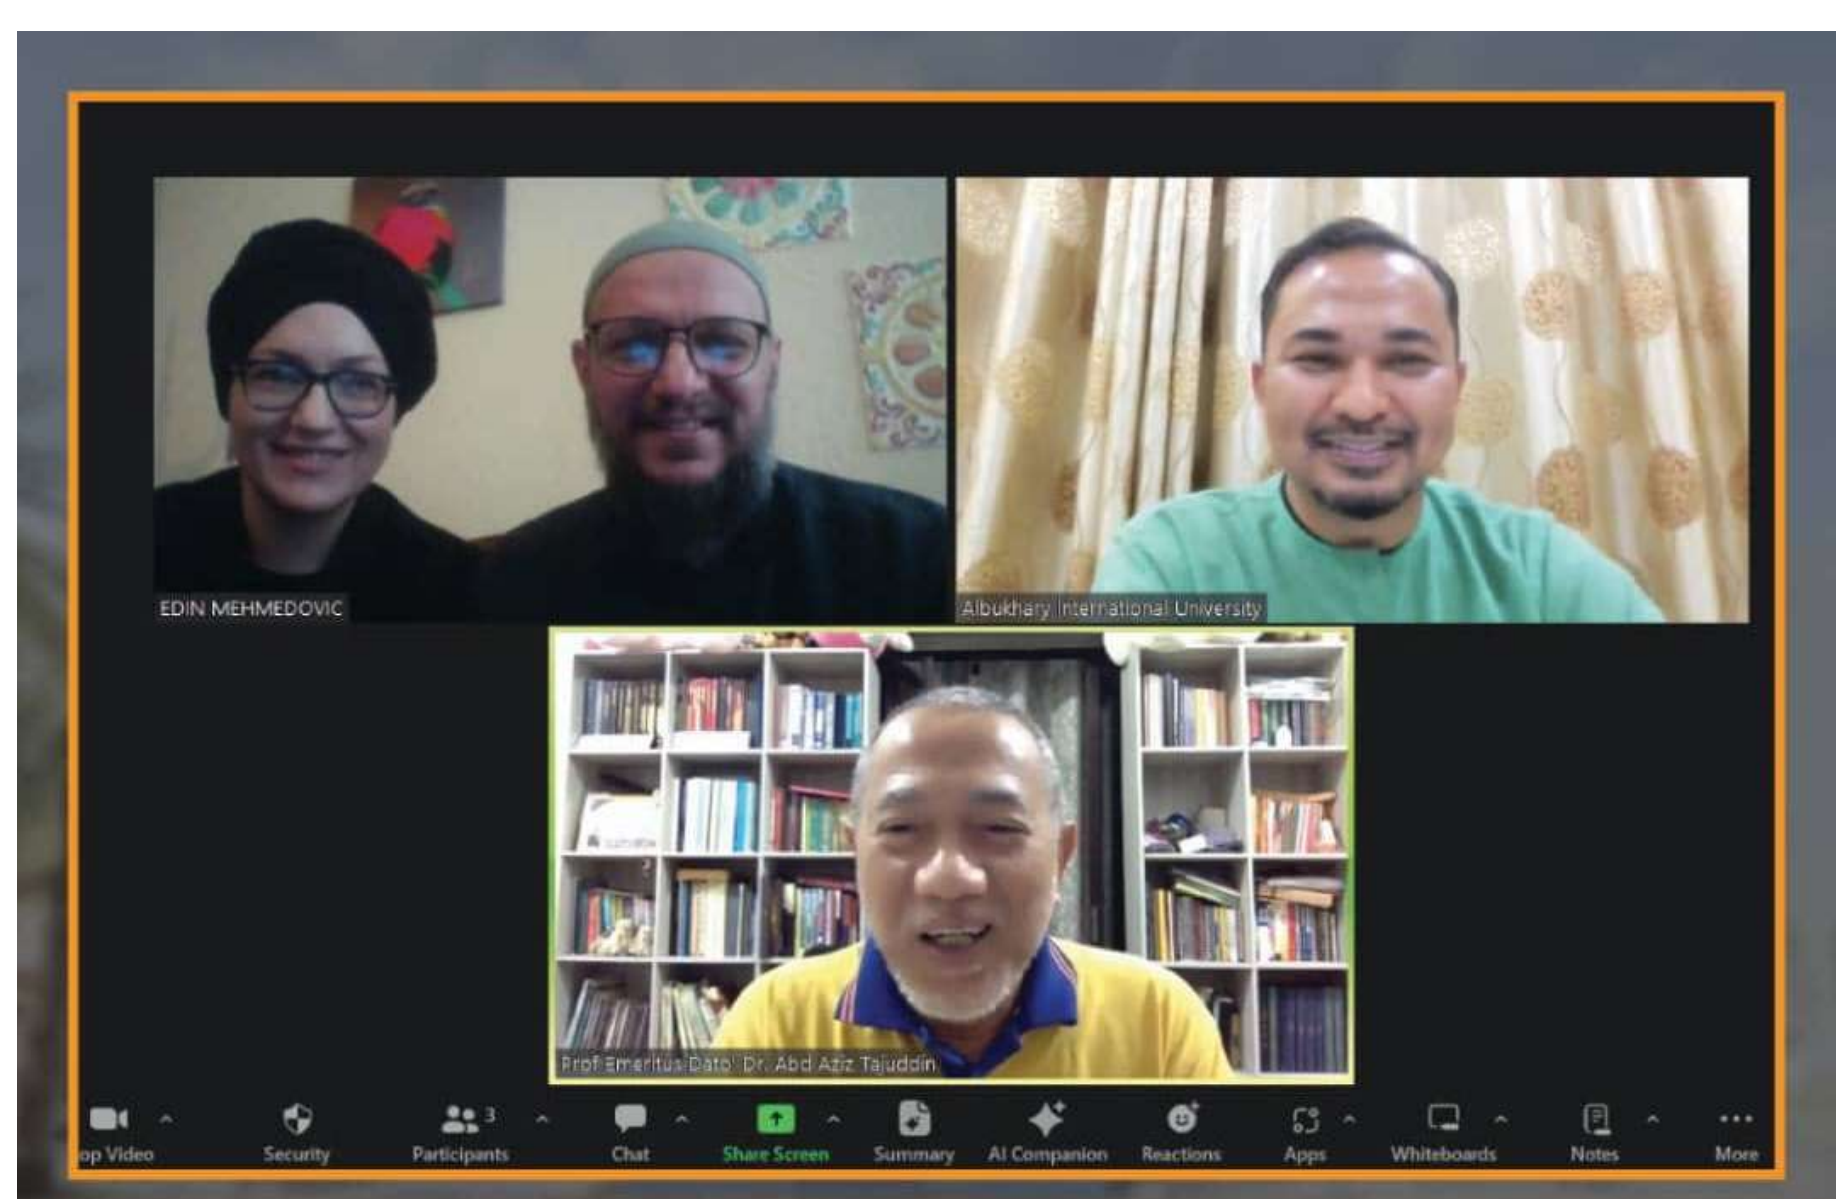 EDIN MEHMEDOVIC
Albukhary International University
Prof Emeritus Dato' Dr. Abd Aziz Tajuddin
3
op Video
Security
Participants
Chat
Share Screen
Summary
AI Companion
Reactions
Apps
Whiteboards
Notes
More